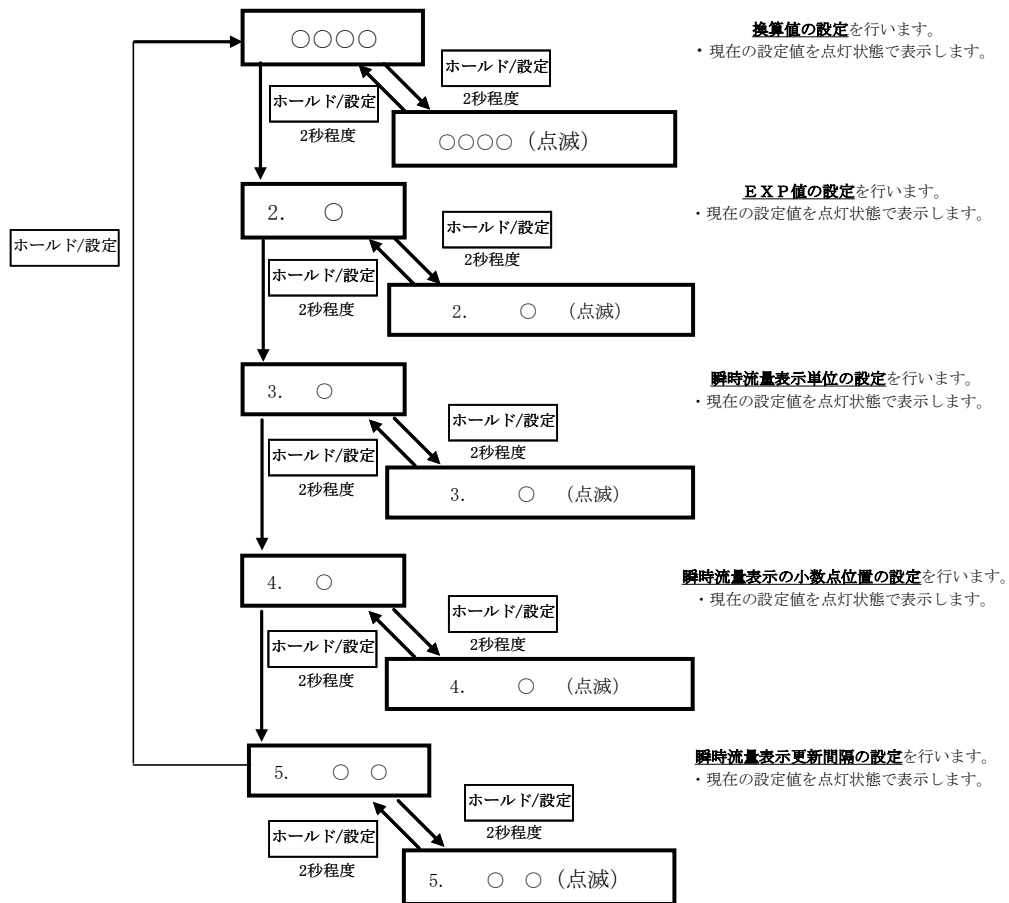 ○○○○
換算値の設定を行います。
・現在の設定値を点灯状態で表示します。
ホールド/設定
2秒程度
ホールド/設定
2秒程度
○○○○（点滅）
2. ○
EXP値の設定を行います。
・現在の設定値を点灯状態で表示します。
ホールド/設定
ホールド/設定
2秒程度
ホールド/設定
2秒程度
2. ○ （点滅）
3. ○
瞬時流量表示単位の設定を行います。
・現在の設定値を点灯状態で表示します。
ホールド/設定
2秒程度
ホールド/設定
2秒程度
3. ○ （点滅）
4. ○
瞬時流量表示の小数点位置の設定を行います。
・現在の設定値を点灯状態で表示します。
ホールド/設定
2秒程度
ホールド/設定
2秒程度
4. ○ （点滅）
5. ○ ○
瞬時流量表示更新間隔の設定を行います。
・現在の設定値を点灯状態で表示します。
ホールド/設定
2秒程度
ホールド/設定
2秒程度
5. ○ ○（点滅）